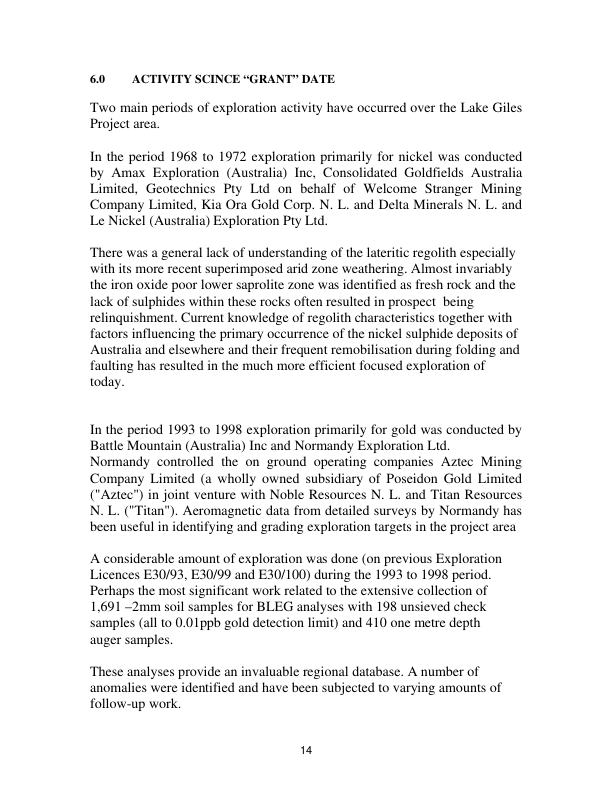 6.0 ACTIVITY SCINCE “GRANT” DATE
Two main periods of exploration activity have occurred over the Lake Giles
Project area.
In the period 1968 to 1972 exploration primarily for nickel was conducted
by Amax Exploration (Australia) Inc, Consolidated Goldfields Australia
Limited, Geotechnics Pty Ltd on behalf of Welcome Stranger Mining
Company Limited, Kia Ora Gold Corp. N. L. and Delta Minerals N. L. and
Le Nickel (Australia) Exploration Pty Ltd.
There was a general lack of understanding of the lateritic regolith especially
with its more recent superimposed arid zone weathering. Almost invariably
the iron oxide poor lower saprolite zone was identified as fresh rock and the
lack of sulphides within these rocks often resulted in prospect being
relinquishment. Current knowledge of regolith characteristics together with
factors influencing the primary occurrence of the nickel sulphide deposits of
Australia and elsewhere and their frequent remobilisation during folding and
faulting has resulted in the much more efficient focused exploration of
today.
In the period 1993 to 1998 exploration primarily for gold was conducted by
Battle Mountain (Australia) Inc and Normandy Exploration Ltd.
Normandy controlled the on ground operating companies Aztec Mining
Company Limited (a wholly owned subsidiary of Poseidon Gold Limited
("Aztec") in joint venture with Noble Resources N. L. and Titan Resources
N. L. ("Titan"). Aeromagnetic data from detailed surveys by Normandy has
been useful in identifying and grading exploration targets in the project area
A considerable amount of exploration was done (on previous Exploration
Licences E30/93, E30/99 and E30/100) during the 1993 to 1998 period.
Perhaps the most significant work related to the extensive collection of
1,691 –2mm soil samples for BLEG analyses with 198 unsieved check
samples (all to 0.01ppb gold detection limit) and 410 one metre depth
auger samples.
These analyses provide an invaluable regional database. A number of
anomalies were identified and have been subjected to varying amounts of
follow-up work.
14